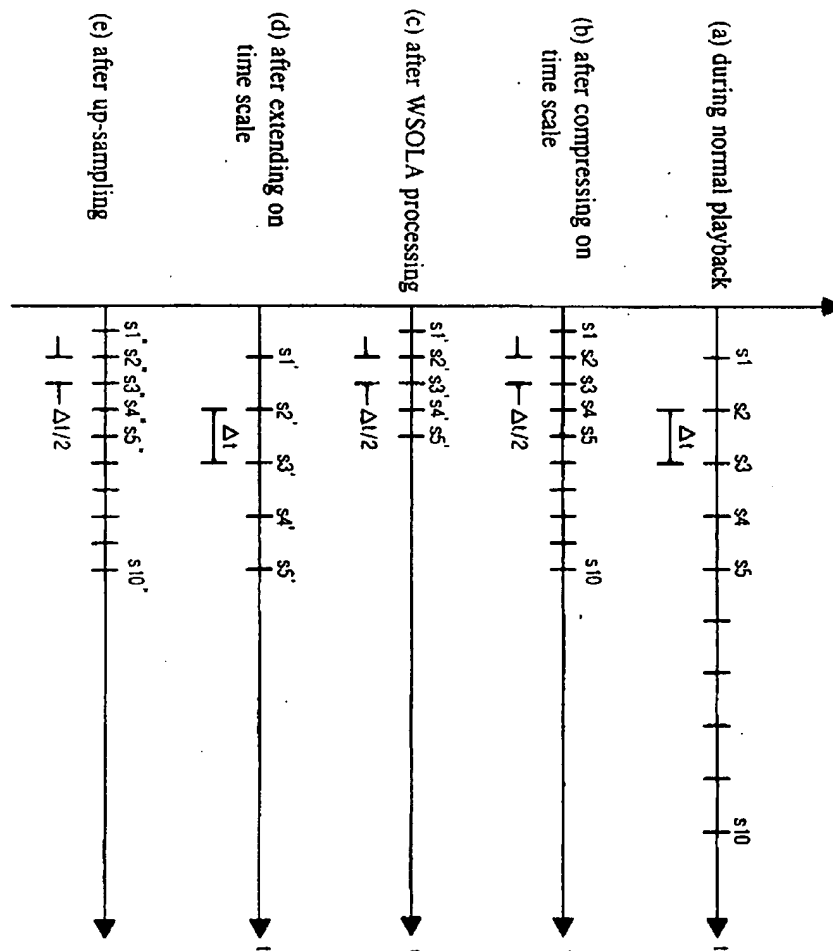 (a) during normal playback
s1
s2
s3
s4
s5
s10
Δt
t
(b) after compressing on
time scale
s1
s2
s3
s4
s5
s10
Δt/2
(c) after WSOLA processing
s1'
s2'
s3'
s4'
s5'
Δt/2
(d) after extending on
time scale
s1'
s2'
s3'
s4'
s5'
Δt
t
(e) after up-sampling
s1"
s2"
s3"
s4"
s5"
s10"
Δt/2